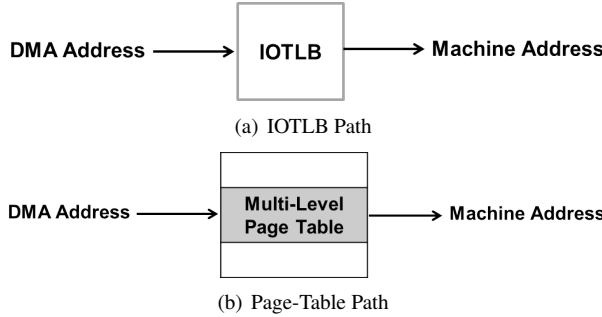 DMA Address IOTLB Machine Address
(a) IOTLB Path
DMA Address Multi-Level Page Table Machine Address
(b) Page-Table Path